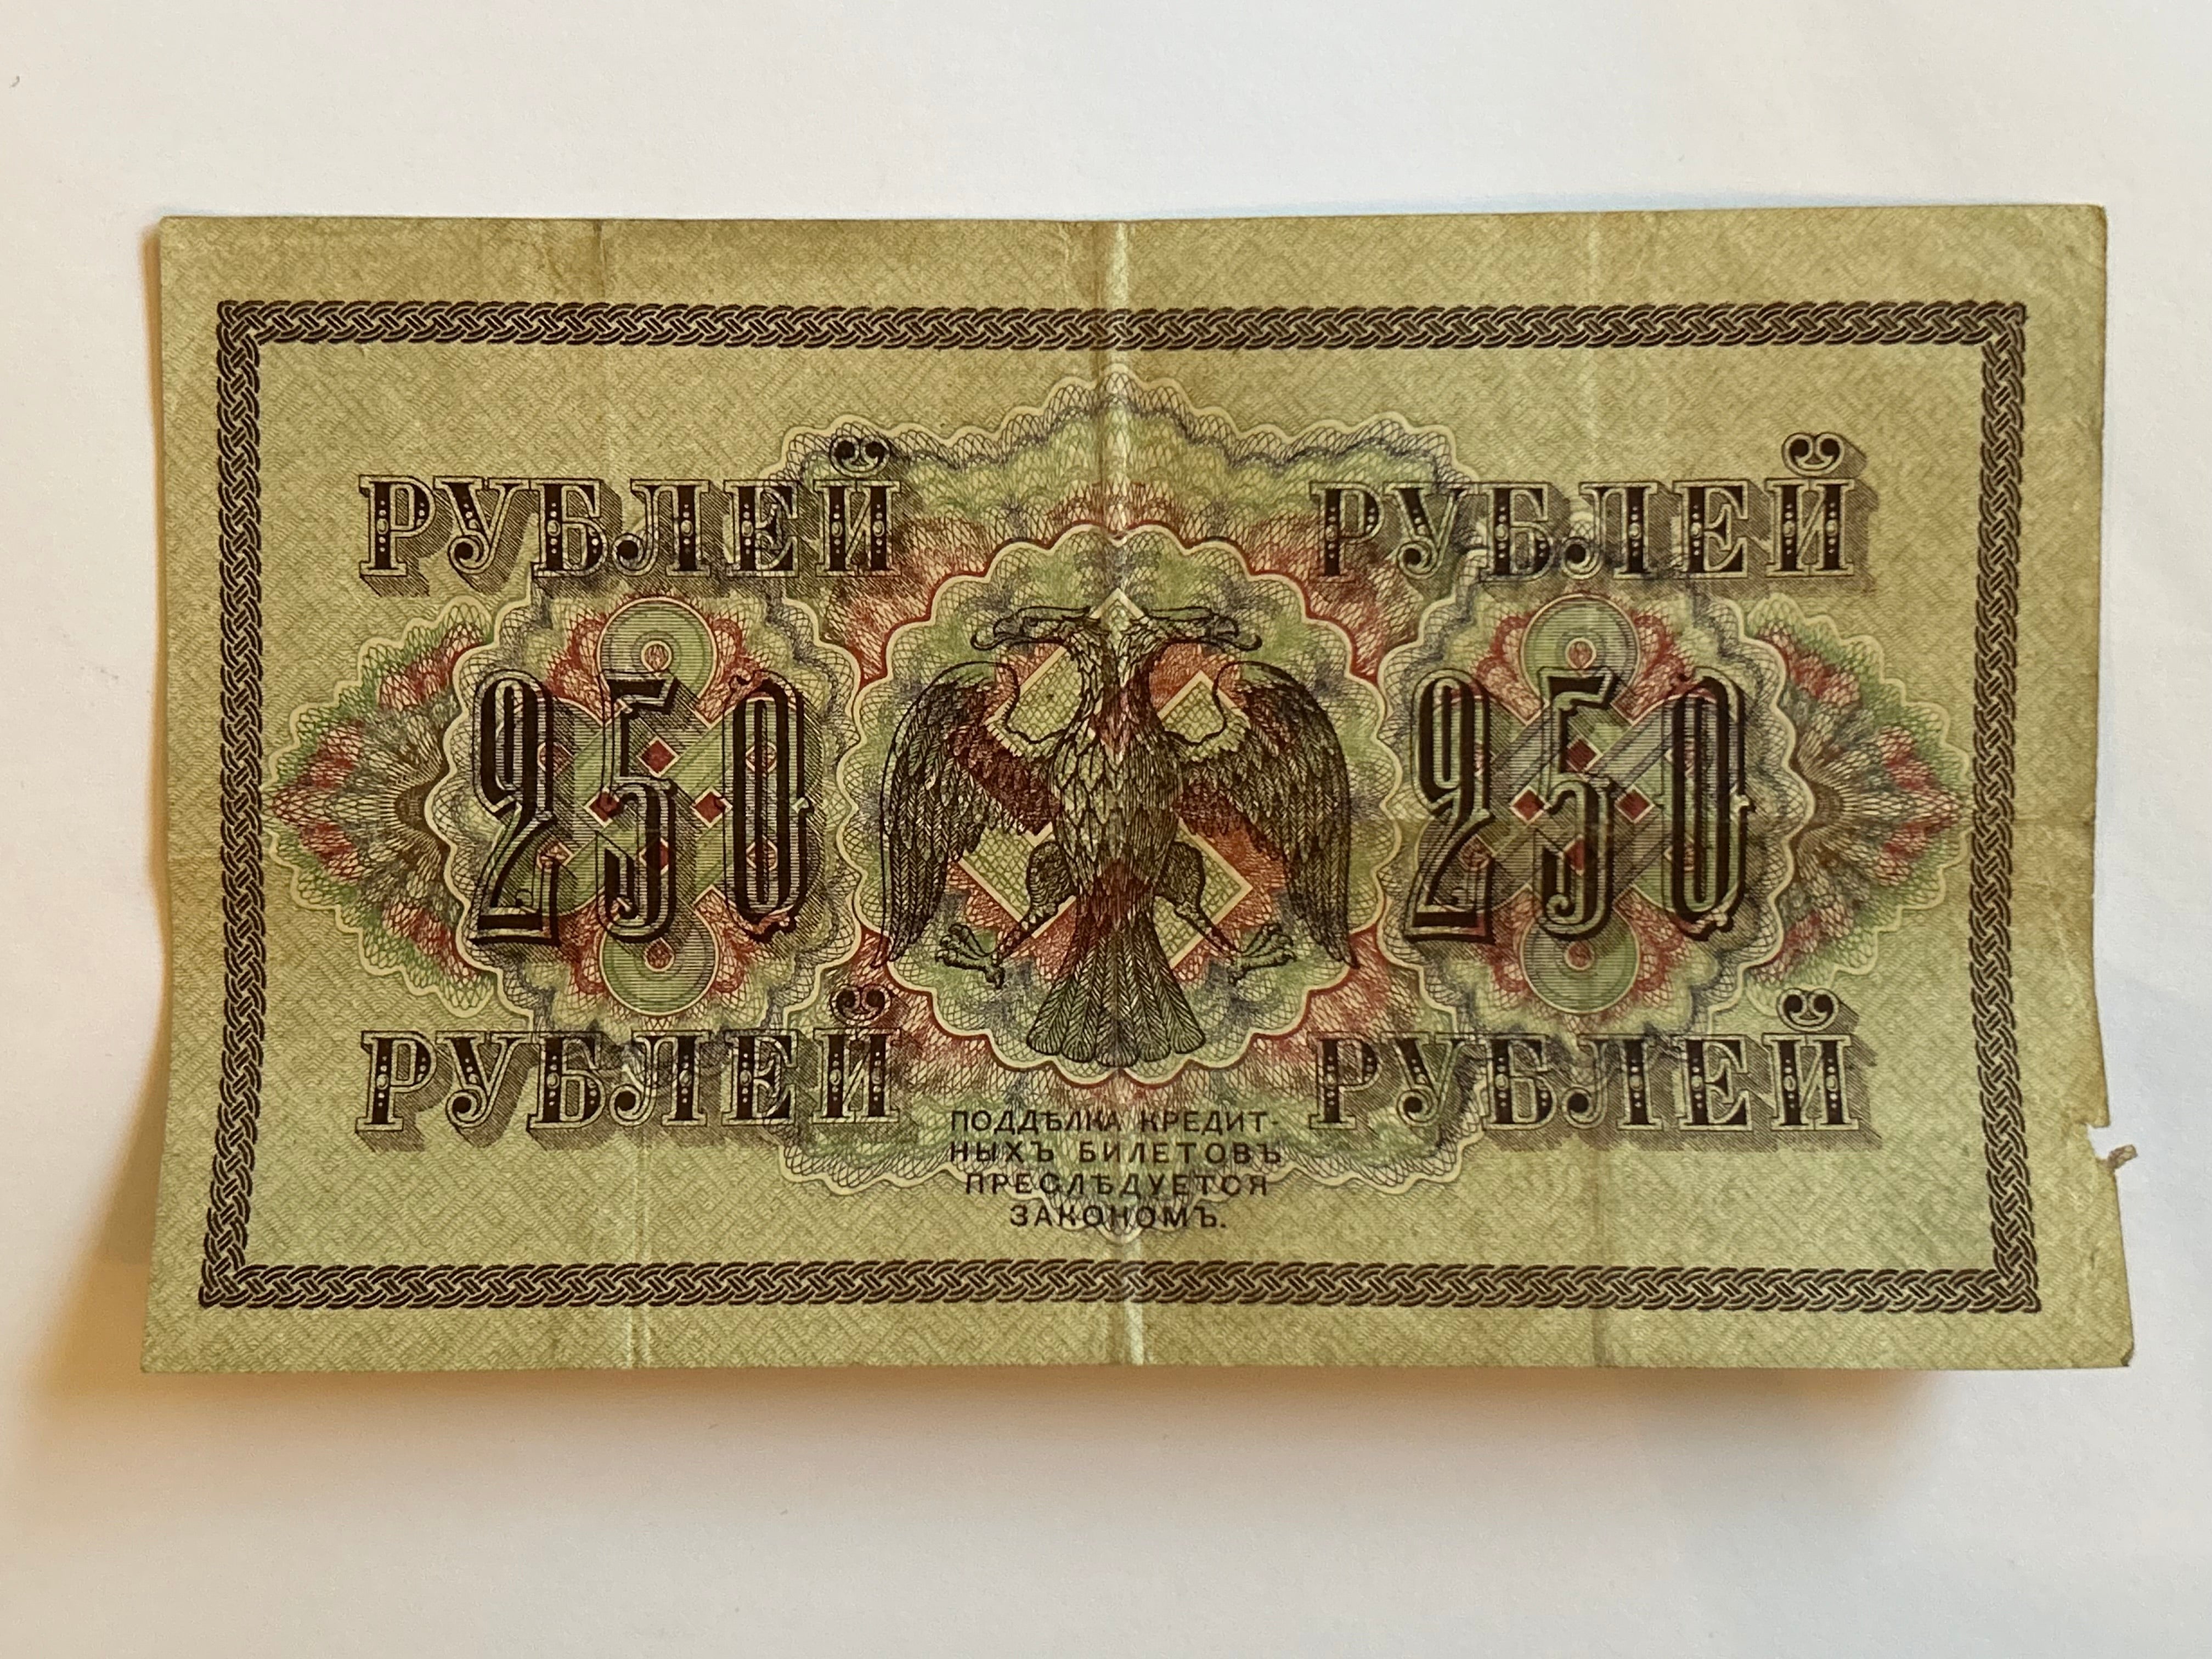 РУБЛЕЙ РУБЛЕЙ
250 250
РУБЛЕЙ РУБЛЕЙ
ПОДДѢЛКА КРЕДИТ-
НЫХЪ БИЛЕТОВЪ
ПРЕСЛѢДУЕТСЯ
ЗАКОНОМЪ.